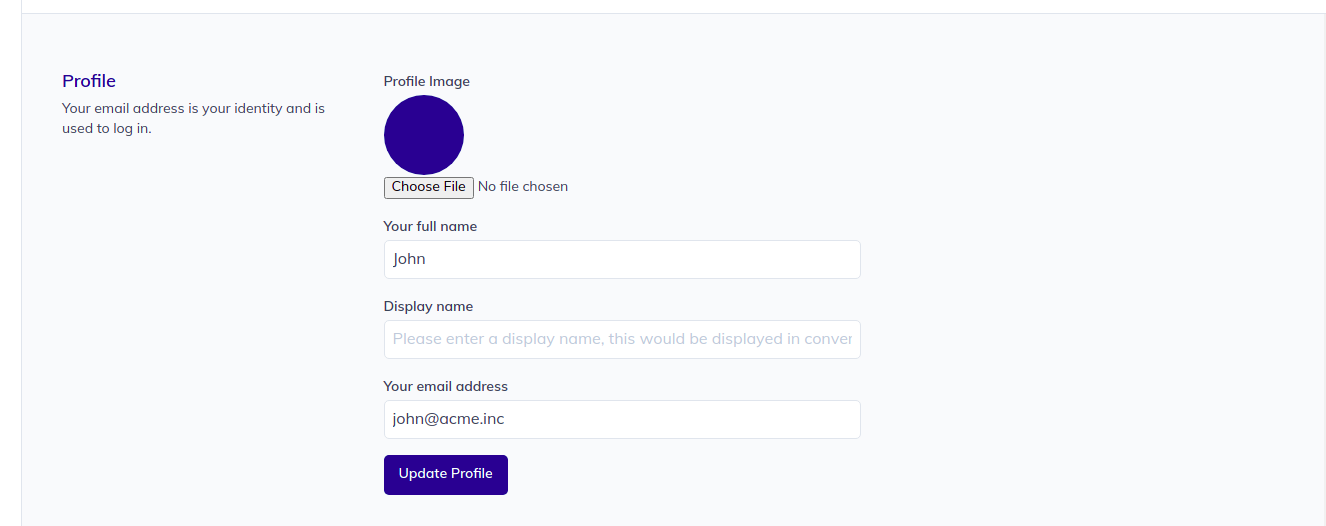 Profile
Your email address is your identity and is
used to log in.
Profile Image
Choose File No file chosen
Your full name
John
Display name
Please enter a display name, this would be displayed in conver
Your email address
john@acme.inc
Update Profile